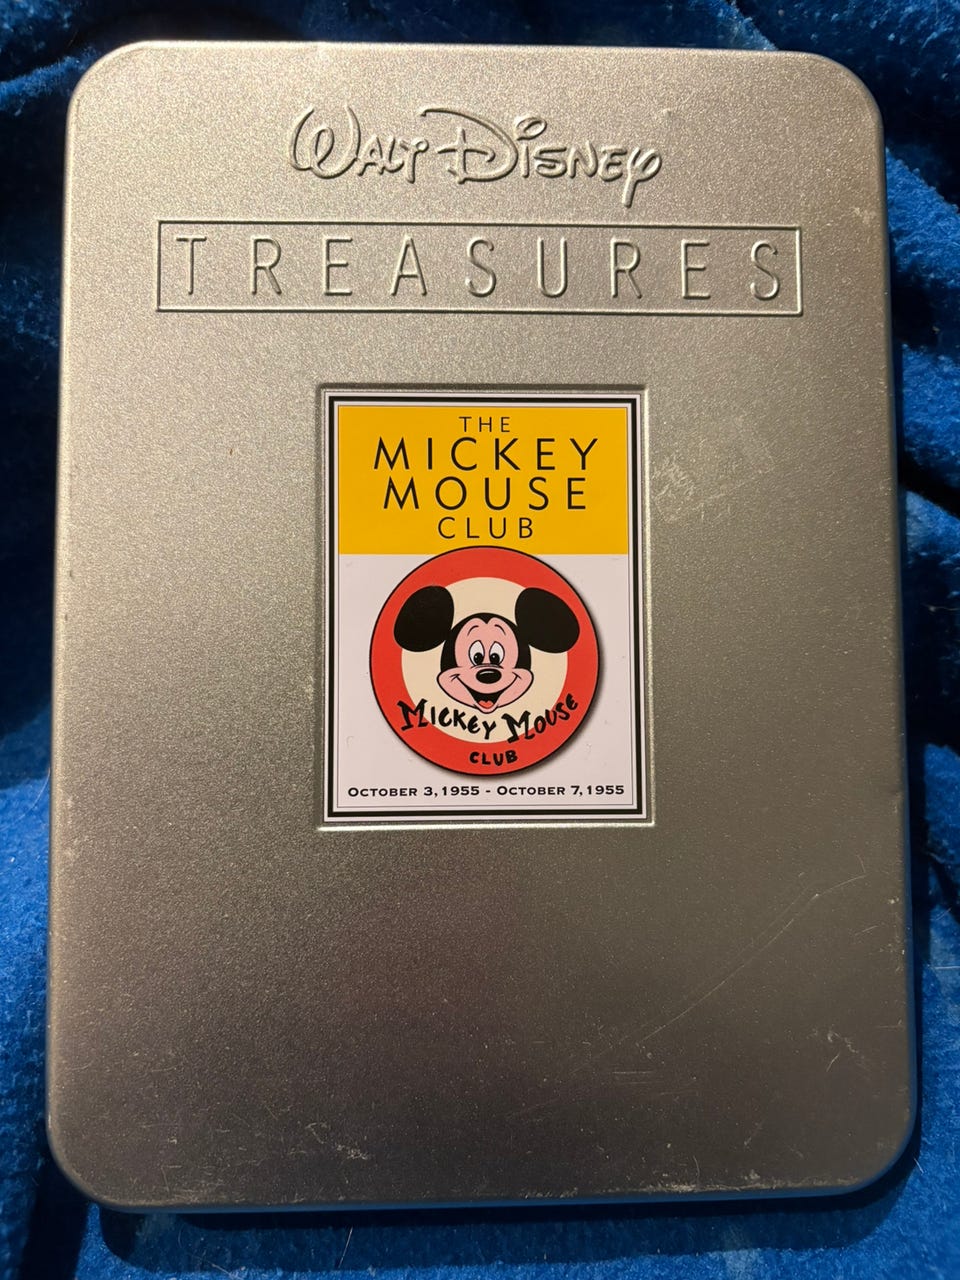 WALT DISNEY
TREASURES
THE
MICKEY
MOUSE
CLUB
MICKEY MOUSE
CLUB
OCTOBER 3, 1955 - OCTOBER 7, 1955